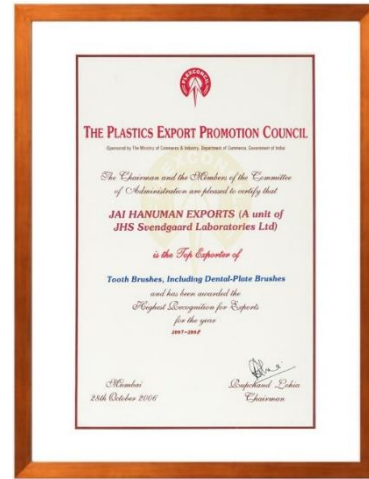 PLEXCONCIL
THE PLASTICS EXPORT PROMOTION COUNCIL
(Sponsored by The Ministry of Commerce & Industry, Department of Commerce, Government of India)
The Chairman and the Members of the Committee
of Administration are pleased to certify that
JAI HANUMAN EXPORTS (A unit of
JHS Svendgaard Laboratories Ltd)
is the Top Exporter of
Tooth Brushes, Including Dental-Plate Brushes
and has been awarded the
Highest Recognition for Exports
for the year
Mumbai
28th October 2006
Rupchand Lohia
Chairman